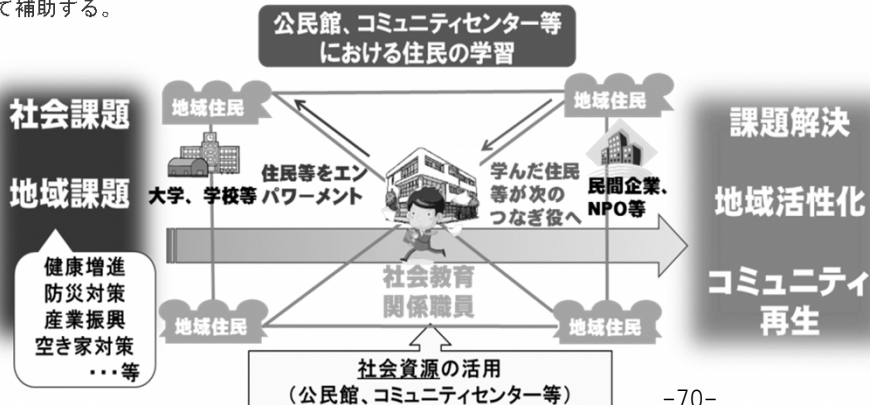 て補助する。
公民館、コミュニティセンター等
における住民の学習
社会課題
地域課題
健康増進
防災対策
産業振興
空き家対策
・・・等
地域住民
地域住民
大学、学校等
住民等をエン
パワーメント
学んだ住民
等が次の
つなぎ役へ
民間企業、
NPO等
社会教育
関係職員
地域住民
地域住民
課題解決
地域活性化
コミュニティ
再生
社会資源の活用
（公民館、コミュニティセンター等）
-70-